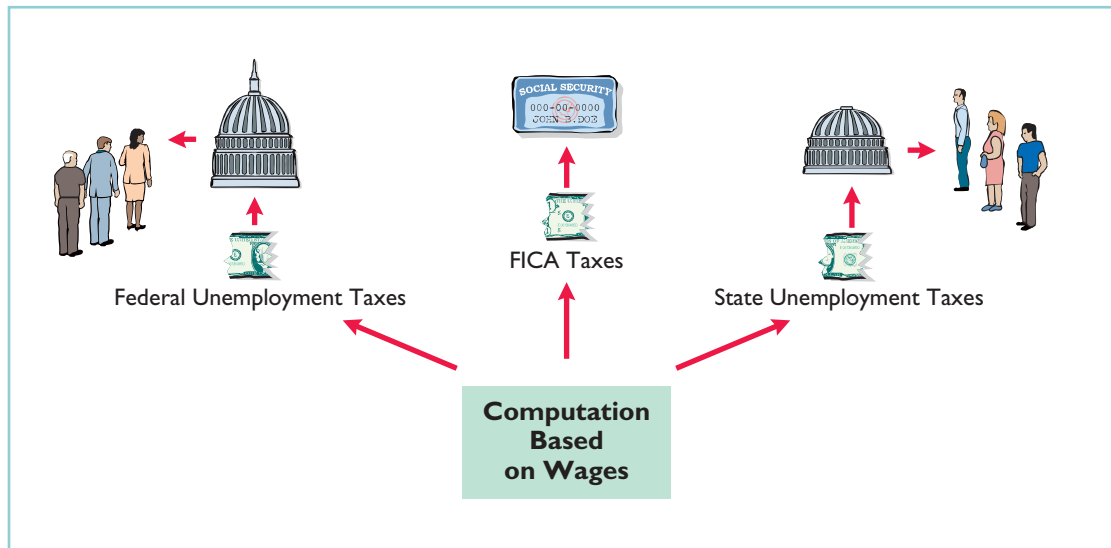 SOCIAL SECURITY
000-00-0000
JOHN B.DOE
FICA Taxes
Federal Unemployment Taxes
State Unemployment Taxes
Computation
Based
on Wages